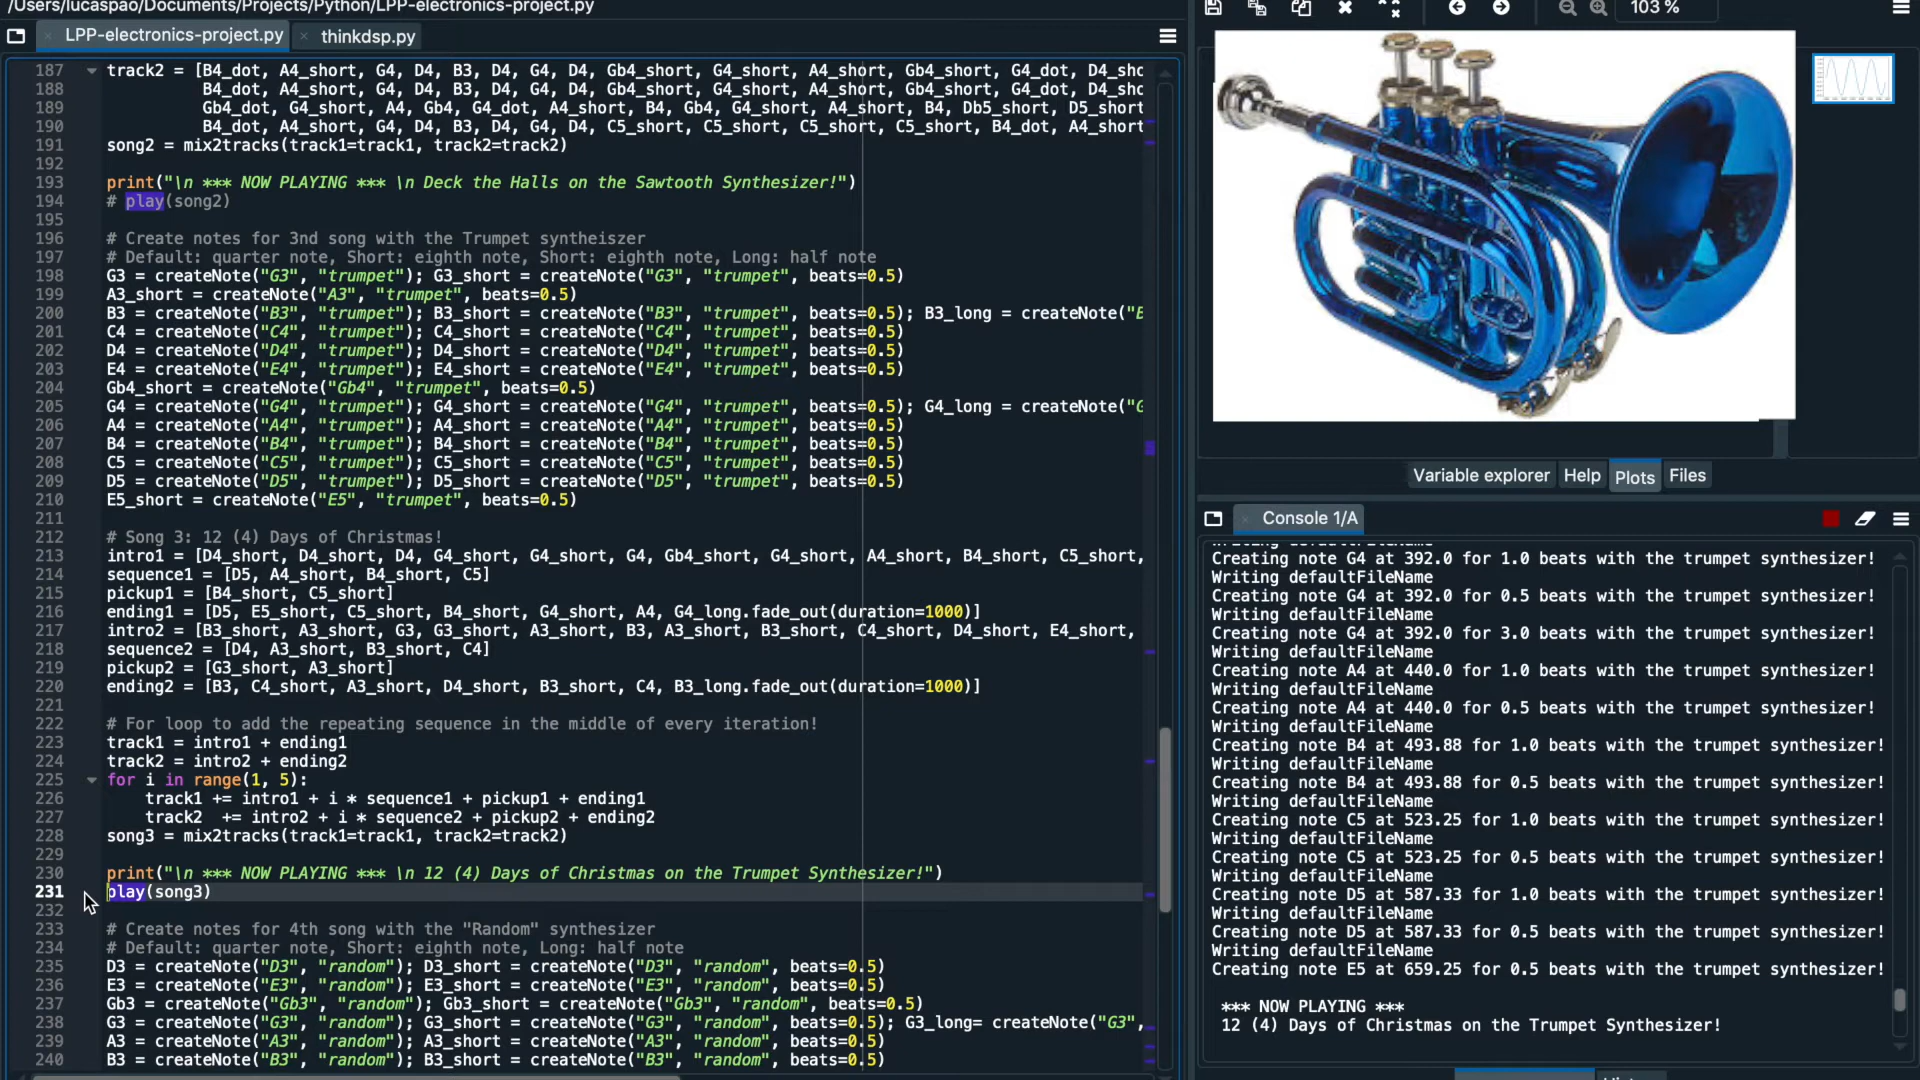 /Users/lucaspao/Documents/Projects/Python/LPP-electronics-project.py
LPP-electronics-project.py
thinkdsp.py
187 track2 = [B4_dot, A4_short, G4, D4, B3, D4, G4, D4, Gb4_short, G4_short, A4_short, Gb4_short, G4_dot, D4_sho
188 B4_dot, A4_short, G4, D4, B3, D4, G4, D4, Gb4_short, G4_short, A4_short, Gb4_short, G4_dot, D4_sho
189 Gb4_dot, G4_short, A4, Gb4, G4_dot, A4_short, B4, Gb4, G4_short, A4_short, B4, Db5_short, D5_short
190 B4_dot, A4_short, G4, D4, B3, D4, G4, D4, C5_short, C5_short, C5_short, C5_short, B4_dot, A4_short
191 song2 = mix2tracks(track1=track1, track2=track2)
192
193 print("\n *** NOW PLAYING *** \n Deck the Halls on the Sawtooth Synthesizer!")
194 # play(song2)
195
196 # Create notes for 3nd song with the Trumpet syntheiszer
197 # Default: quarter note, Short: eighth note, Short: eighth note, Long: half note
198 G3 = createNote("G3", "trumpet"); G3_short = createNote("G3", "trumpet", beats=0.5)
199 A3_short = createNote("A3", "trumpet", beats=0.5)
200 B3 = createNote("B3", "trumpet"); B3_short = createNote("B3", "trumpet", beats=0.5); B3_long = createNote("B
201 C4 = createNote("C4", "trumpet"); C4_short = createNote("C4", "trumpet", beats=0.5)
202 D4 = createNote("D4", "trumpet"); D4_short = createNote("D4", "trumpet", beats=0.5)
203 E4 = createNote("E4", "trumpet"); E4_short = createNote("E4", "trumpet", beats=0.5)
204 Gb4_short = createNote("Gb4", "trumpet", beats=0.5)
205 G4 = createNote("G4", "trumpet"); G4_short = createNote("G4", "trumpet", beats=0.5); G4_long = createNote("G
206 A4 = createNote("A4", "trumpet"); A4_short = createNote("A4", "trumpet", beats=0.5)
207 B4 = createNote("B4", "trumpet"); B4_short = createNote("B4", "trumpet", beats=0.5)
208 C5 = createNote("C5", "trumpet"); C5_short = createNote("C5", "trumpet", beats=0.5)
209 D5 = createNote("D5", "trumpet"); D5_short = createNote("D5", "trumpet", beats=0.5)
210 E5_short = createNote("E5", "trumpet", beats=0.5)
211
212 # Song 3: 12 (4) Days of Christmas!
213 intro1 = [D4_short, D4_short, D4, G4_short, G4_short, G4, Gb4_short, G4_short, A4_short, B4_short, C5_short,
214 sequence1 = [D5, A4_short, B4_short, C5]
215 pickup1 = [B4_short, C5_short]
216 ending1 = [D5, E5_short, C5_short, B4_short, G4_short, A4, G4_long.fade_out(duration=1000)]
217 intro2 = [B3_short, A3_short, G3, G3_short, A3_short, B3, A3_short, B3_short, C4_short, D4_short, E4_short,
218 sequence2 = [D4, A3_short, B3_short, C4]
219 pickup2 = [G3_short, A3_short]
220 ending2 = [B3, C4_short, A3_short, D4_short, B3_short, C4, B3_long.fade_out(duration=1000)]
221
222 # For loop to add the repeating sequence in the middle of every iteration!
223 track1 = intro1 + ending1
224 track2 = intro2 + ending2
225 for i in range(1, 5):
226 track1 += intro1 + i * sequence1 + pickup1 + ending1
227 track2 += intro2 + i * sequence2 + pickup2 + ending2
228 song3 = mix2tracks(track1=track1, track2=track2)
229
230 print("\n *** NOW PLAYING *** \n 12 (4) Days of Christmas on the Trumpet Synthesizer!")
231 play(song3)
232
233 # Create notes for 4th song with the "Random" synthesizer
234 # Default: quarter note, Short: eighth note, Long: half note
235 D3 = createNote("D3", "random"); D3_short = createNote("D3", "random", beats=0.5)
236 E3 = createNote("E3", "random"); E3_short = createNote("E3", "random", beats=0.5)
237 Gb3 = createNote("Gb3", "random"); Gb3_short = createNote("Gb3", "random", beats=0.5)
238 G3 = createNote("G3", "random"); G3_short = createNote("G3", "random", beats=0.5); G3_long= createNote("G3",
239 A3 = createNote("A3", "random"); A3_short = createNote("A3", "random", beats=0.5)
240 B3 = createNote("B3", "random"); B3_short = createNote("B3", "random", beats=0.5)
103 %
Variable explorer Help Plots Files
Console 1/A
Writing defaultFileName
Creating note G4 at 392.0 for 1.0 beats with the trumpet synthesizer!
Writing defaultFileName
Creating note G4 at 392.0 for 0.5 beats with the trumpet synthesizer!
Writing defaultFileName
Creating note G4 at 392.0 for 3.0 beats with the trumpet synthesizer!
Writing defaultFileName
Creating note A4 at 440.0 for 1.0 beats with the trumpet synthesizer!
Writing defaultFileName
Creating note A4 at 440.0 for 0.5 beats with the trumpet synthesizer!
Writing defaultFileName
Creating note B4 at 493.88 for 1.0 beats with the trumpet synthesizer!
Writing defaultFileName
Creating note B4 at 493.88 for 0.5 beats with the trumpet synthesizer!
Writing defaultFileName
Creating note C5 at 523.25 for 1.0 beats with the trumpet synthesizer!
Writing defaultFileName
Creating note C5 at 523.25 for 0.5 beats with the trumpet synthesizer!
Writing defaultFileName
Creating note D5 at 587.33 for 1.0 beats with the trumpet synthesizer!
Writing defaultFileName
Creating note D5 at 587.33 for 0.5 beats with the trumpet synthesizer!
Writing defaultFileName
Creating note E5 at 659.25 for 0.5 beats with the trumpet synthesizer!
*** NOW PLAYING ***
12 (4) Days of Christmas on the Trumpet Synthesizer!